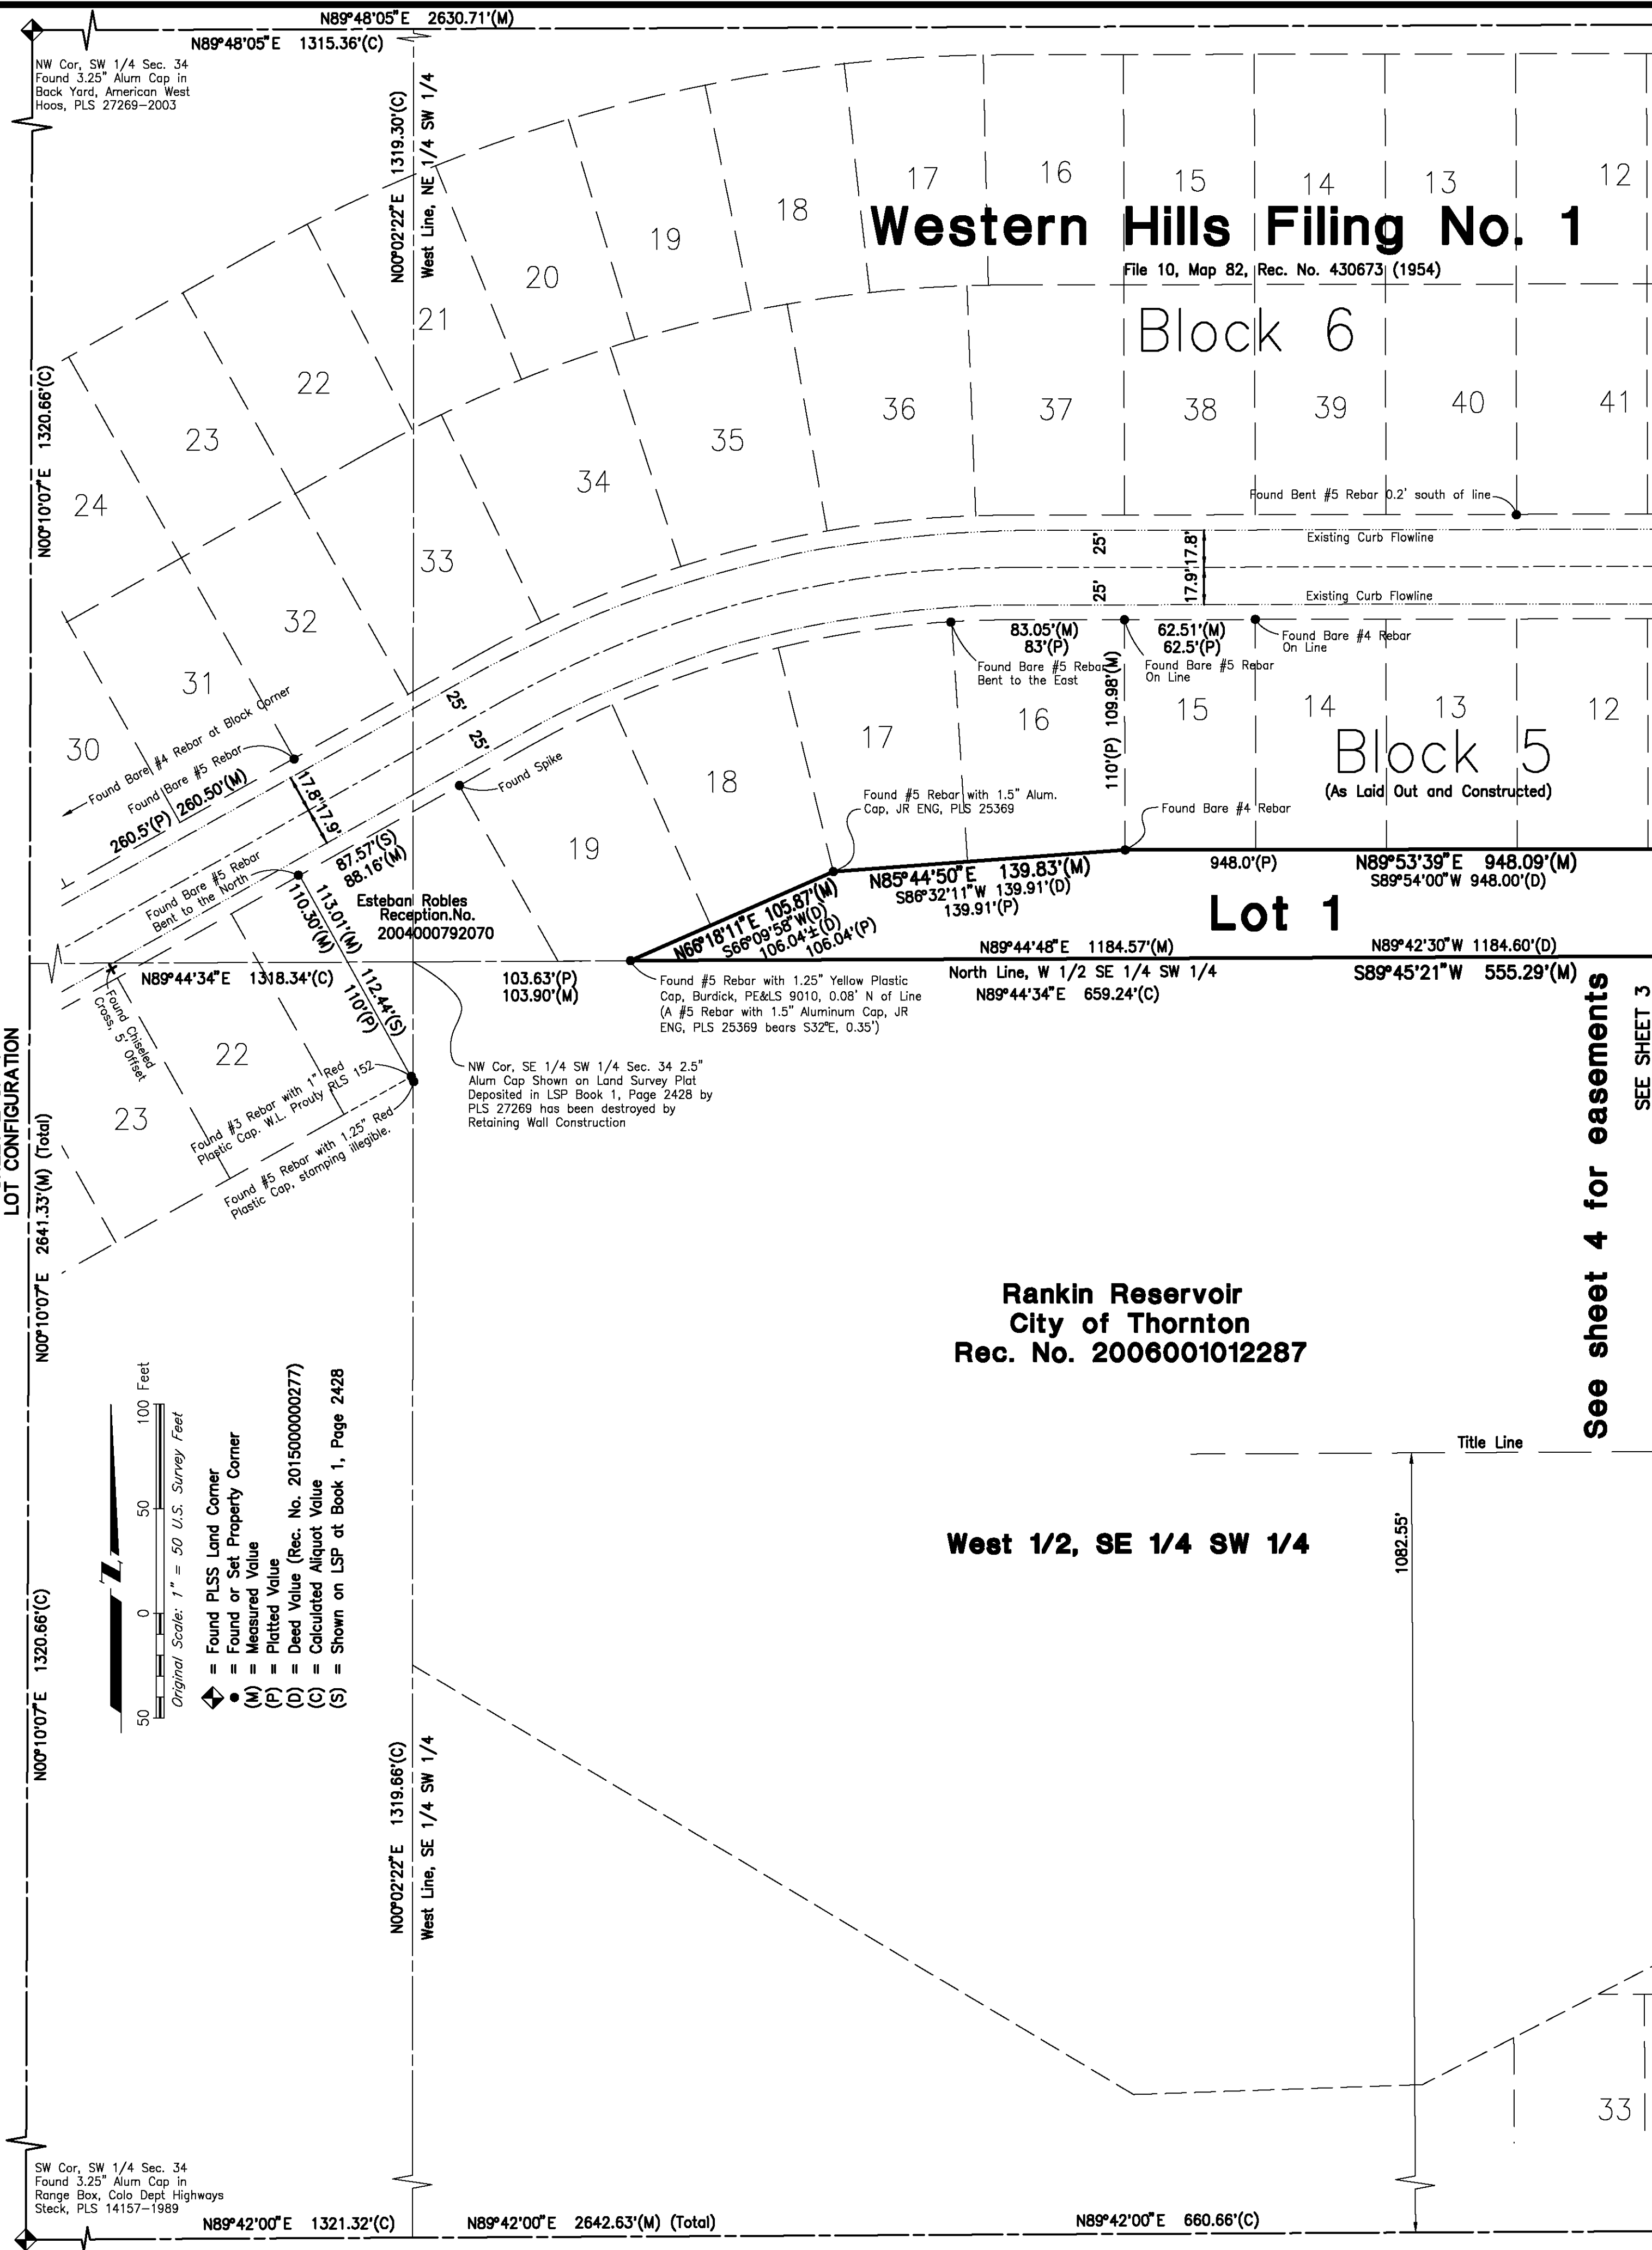 N89°48'05"E 2630.71'(M)
N89°48'05"E 1315.36'(C)
NW Cor, SW 1/4 Sec. 34
Found 3.25" Alum Cap in
Back Yard, American West
Hoos, PLS 27269-2003
N00°02'22"E 1319.30'(C)
West Line, NE 1/4 SW 1/4
N00°10'07"E 1320.66'(C)
17
16
15
14
13
12
18
19
20
21
22
23
24
Western Hills Filing No. 1
File 10, Map 82, Rec. No. 430673 (1954)
Block 6
41
40
39
38
37
36
35
34
33
32
31
30
Found Bent #5 Rebar 0.2' south of line
Existing Curb Flowline
Existing Curb Flowline
25'
25'
17.9'
17.8'
83.05'(M)
83'(P)
62.51'(M)
62.5'(P)
Found Bare #4 Rebar
On Line
Found Bare #5 Rebar
Bent to the East
Found Bare #5 Rebar
On Line
110'(P) 109.98'(M)
25'
25'
Found Bare #4 Rebar at Block Corner
Found Bare #5 Rebar
260.5'(P)
260.50'(M)
17.8'
17.9'
Found Spike
16
15
14
13
12
17
18
19
Block 5
(As Laid Out and Constructed)
Found #5 Rebar with 1.5" Alum.
Cap, JR ENG, PLS 25369
Found Bare #4 Rebar
87.57'(S)
88.16'(M)
Found Bare #5 Rebar
Bent to the North
113.01'(M)
110.30'(M)
Esteban Robles
Reception.No.
2004000792070
N85°44'50"E 139.83'(M)
S86°32'11"W 139.91'(D)
139.91'(P)
N66°18'11"E 105.87'(M)
S66°09'58"W(D)
106.04'±(D)
106.04'(P)
948.0'(P)
N89°53'39"E 948.09'(M)
S89°54'00"W 948.00'(D)
Lot 1
N89°44'48"E 1184.57'(M)
N89°42'30"W 1184.60'(D)
North Line, W 1/2 SE 1/4 SW 1/4
N89°44'34"E 659.24'(C)
S89°45'21"W 555.29'(M)
N89°44'34"E 1318.34'(C)
103.63'(P)
103.90'(M)
112.44'(S)
110'(P)
Found #5 Rebar with 1.25" Yellow Plastic
Cap, Burdick, PE&LS 9010, 0.08' N of Line
(A #5 Rebar with 1.5" Aluminum Cap, JR
ENG, PLS 25369 bears S32°E, 0.35')
Found Chiseled
Cross, 5' Offset
22
23
NW Cor, SE 1/4 SW 1/4 Sec. 34 2.5"
Alum Cap Shown on Land Survey Plat
Deposited in LSP Book 1, Page 2428 by
PLS 27269 has been destroyed by
Retaining Wall Construction
Found #3 Rebar with 1" Red
Plastic Cap. W.L. Prouty RLS 152
Found #5 Rebar with 1.25" Red
Plastic Cap, stamping illegible.
LOT CONFIGURATION
N00°10'07"E 2641.33'(M) (Total)
See sheet 4 for easements
SEE SHEET 3
Rankin Reservoir
City of Thornton
Rec. No. 2006001012287
Title Line
1082.55'
West 1/2, SE 1/4 SW 1/4
Z
50 0 50 100 Feet
Original Scale: 1" = 50 U.S. Survey Feet
= Found PLSS Land Corner
= Found or Set Property Corner
(M) = Measured Value
(P) = Platted Value
(D) = Deed Value (Rec. No. 2015000000277)
(C) = Calculated Aliquot Value
(S) = Shown on LSP at Book 1, Page 2428
N00°10'07"E 1320.66'(C)
N00°02'22"E 1319.66'(C)
West Line, SE 1/4 SW 1/4
33
SW Cor, SW 1/4 Sec. 34
Found 3.25" Alum Cap in
Range Box, Colo Dept Highways
Steck, PLS 14157-1989
N89°42'00"E 1321.32'(C)
N89°42'00"E 2642.63'(M) (Total)
N89°42'00"E 660.66'(C)